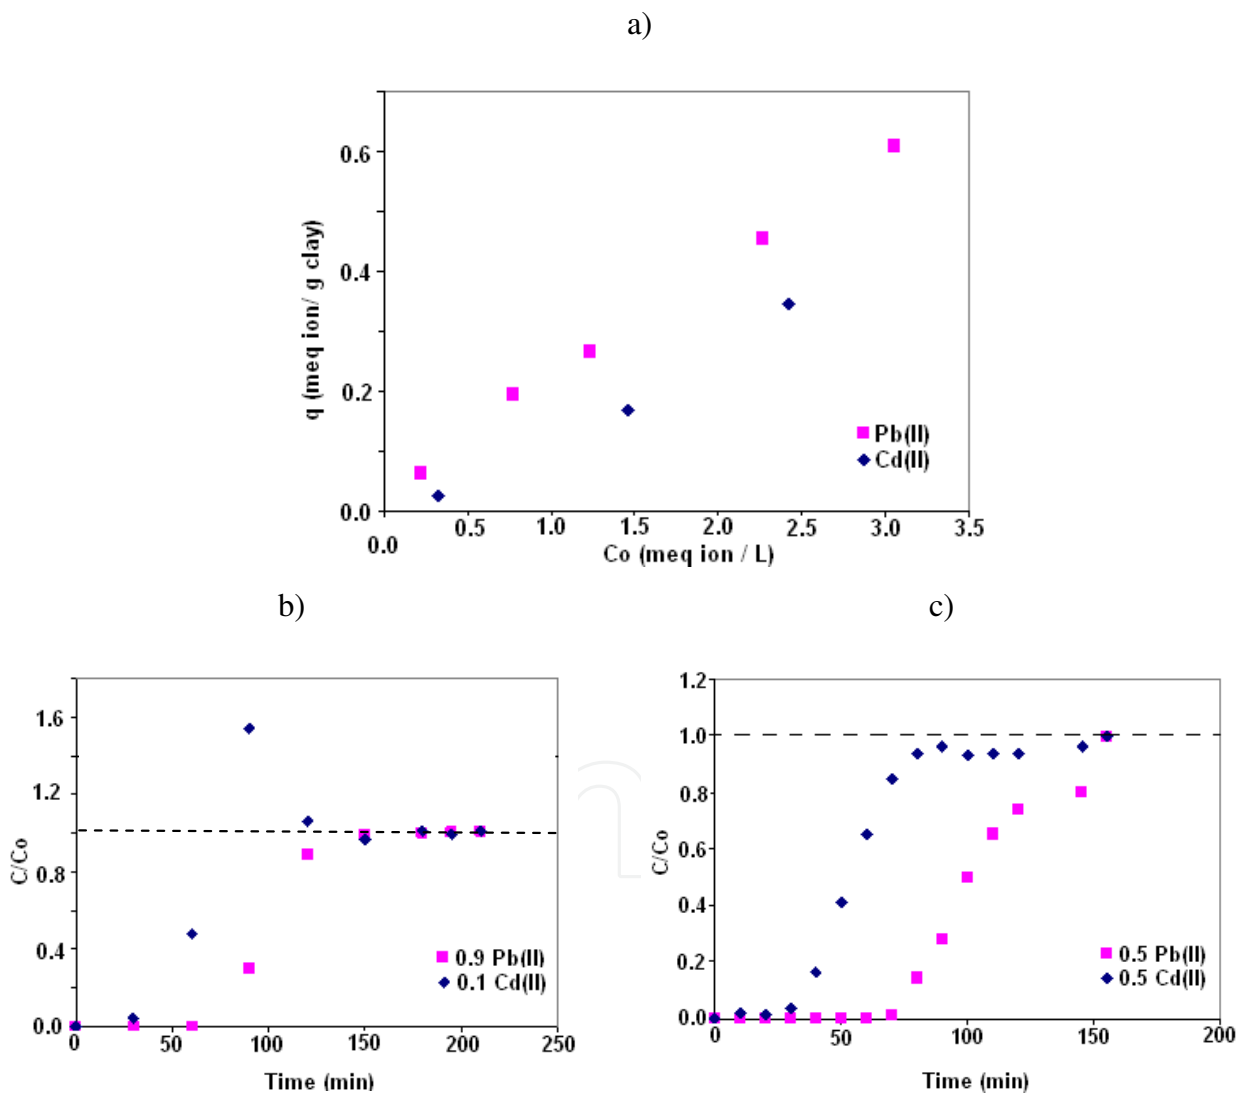 a)
q (meq ion/ g clay)
0.6
0.4
0.2
0.0
Pb(II)
Cd(II)
0.0 0.5 1.0 1.5 2.0 2.5 3.0 3.5
Co (meq ion / L)
b)
C/Co
1.6
1.2
0.8
0.4
0.0
0.9 Pb(II)
0.1 Cd(II)
0 50 100 150 200 250
Time (min)
c)
C/Co
1.2
1.0
0.8
0.6
0.4
0.2
0.0
0.5 Pb(II)
0.5 Cd(II)
0 50 100 150 200
Time (min)